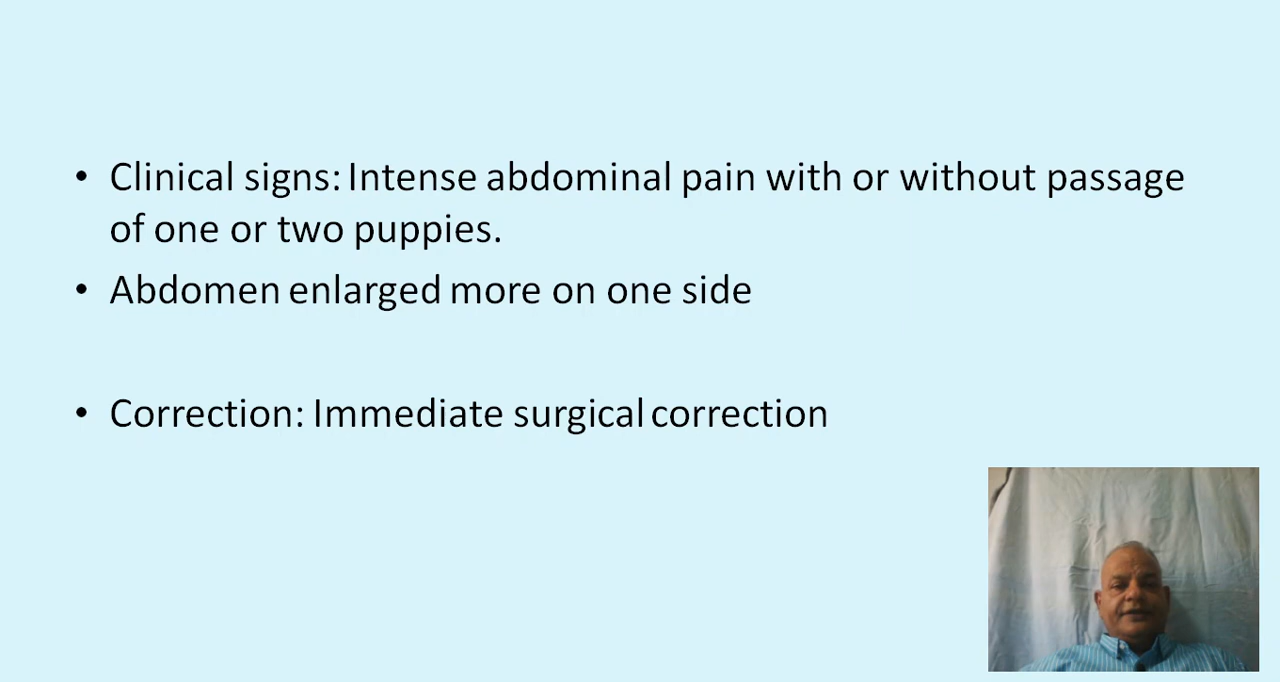 • Clinical signs: Intense abdominal pain with or without passage
of one or two puppies.
• Abdomen enlarged more on one side
• Correction: Immediate surgical correction